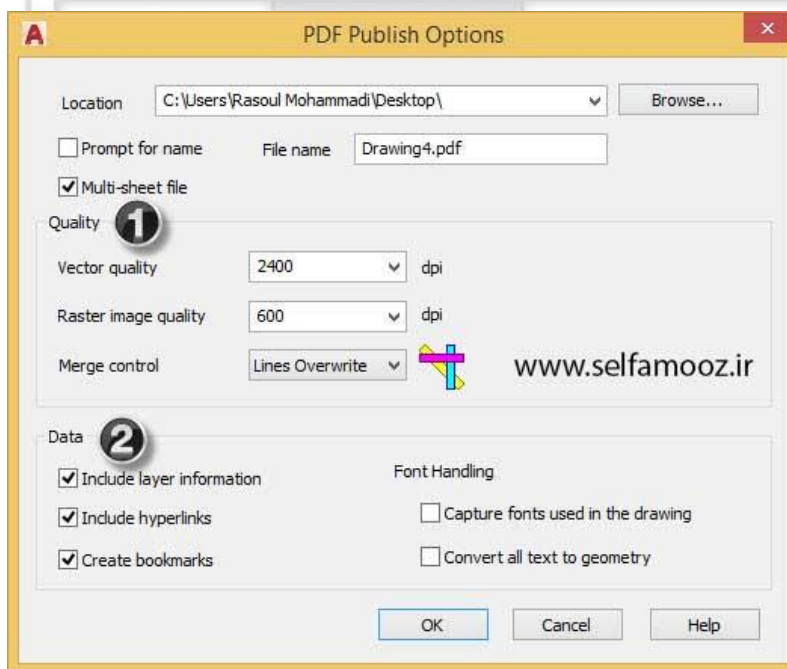 A
PDF Publish Options
Location C:\Users\Rasoul Mohammadi\Desktop\ Browse...
Prompt for name File name Drawing4.pdf
Multi-sheet file
Quality 1
Vector quality 2400 dpi
Raster image quality 600 dpi
Merge control Lines Overwrite www.selfamooz.ir
Data 2
Include layer information Font Handling
Include hyperlinks Capture fonts used in the drawing
Create bookmarks Convert all text to geometry
OK Cancel Help